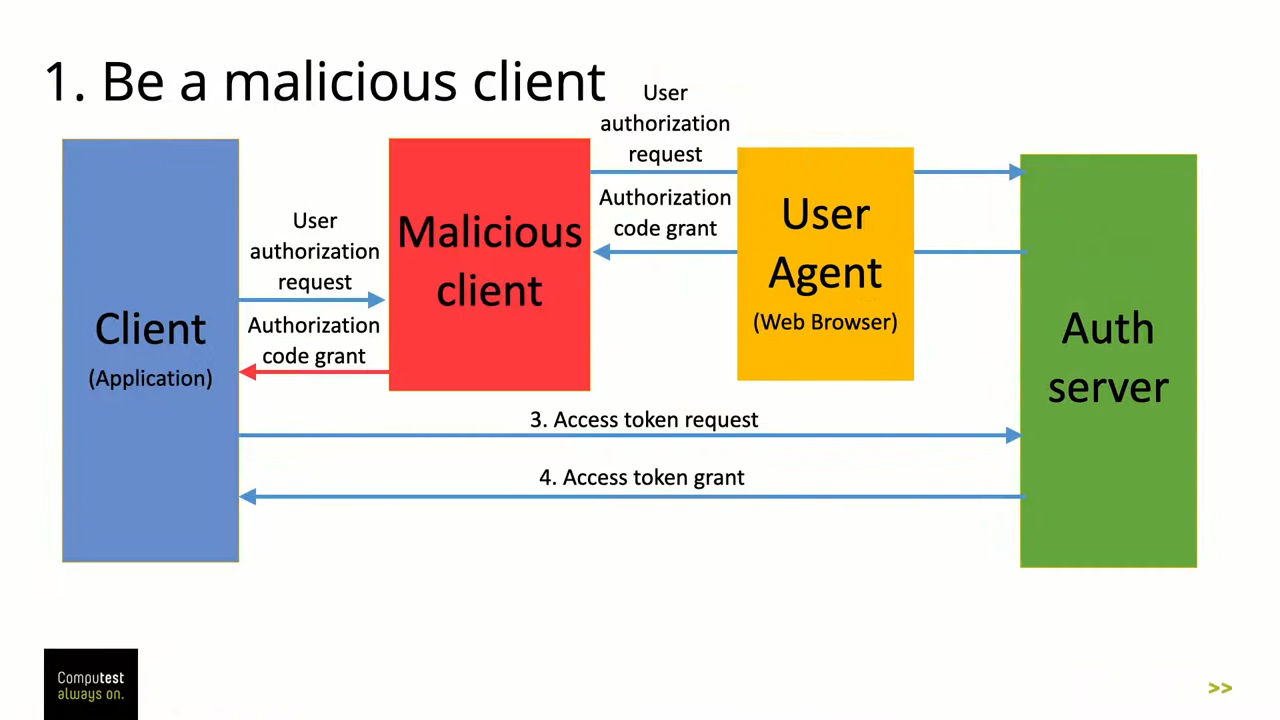 1. Be a malicious client
User
authorization
request
Authorization
code grant
User
authorization
request
Authorization
code grant
Malicious
client
User
Agent
(Web Browser)
Client
(Application)
Auth
server
3. Access token request
4. Access token grant
Computest
always on.
>>